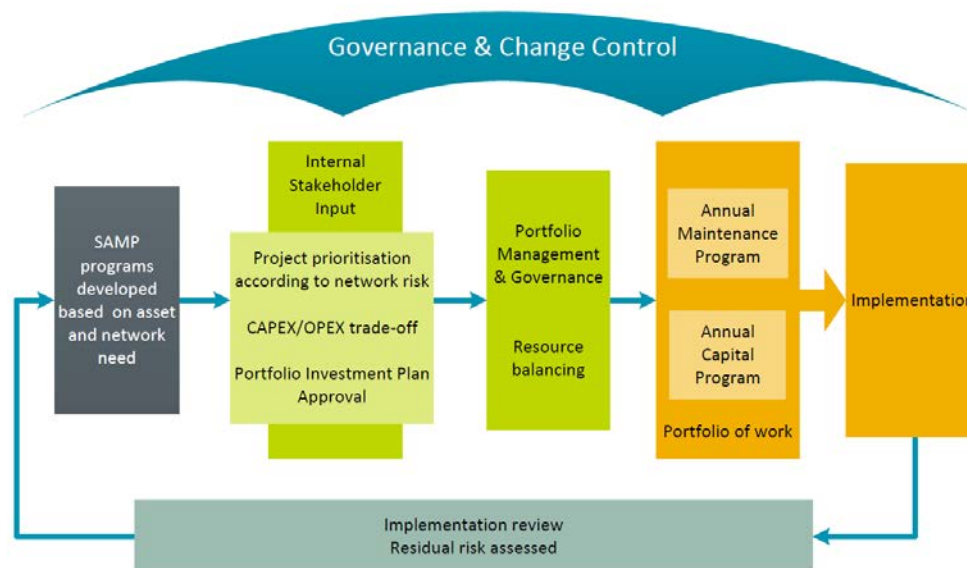 Governance & Change Control
SAMP
programs
developed
based on asset
and network
need
Internal
Stakeholder
Input
Project prioritisation
according to network risk
CAPEX/OPEX trade-off
Portfolio Investment Plan
Approval
Portfolio
Management
& Governance
Resource
balancing
Annual
Maintenance
Program
Annual
Capital
Program
Portfolio of work
Implementation
Implementation review
Residual risk assessed